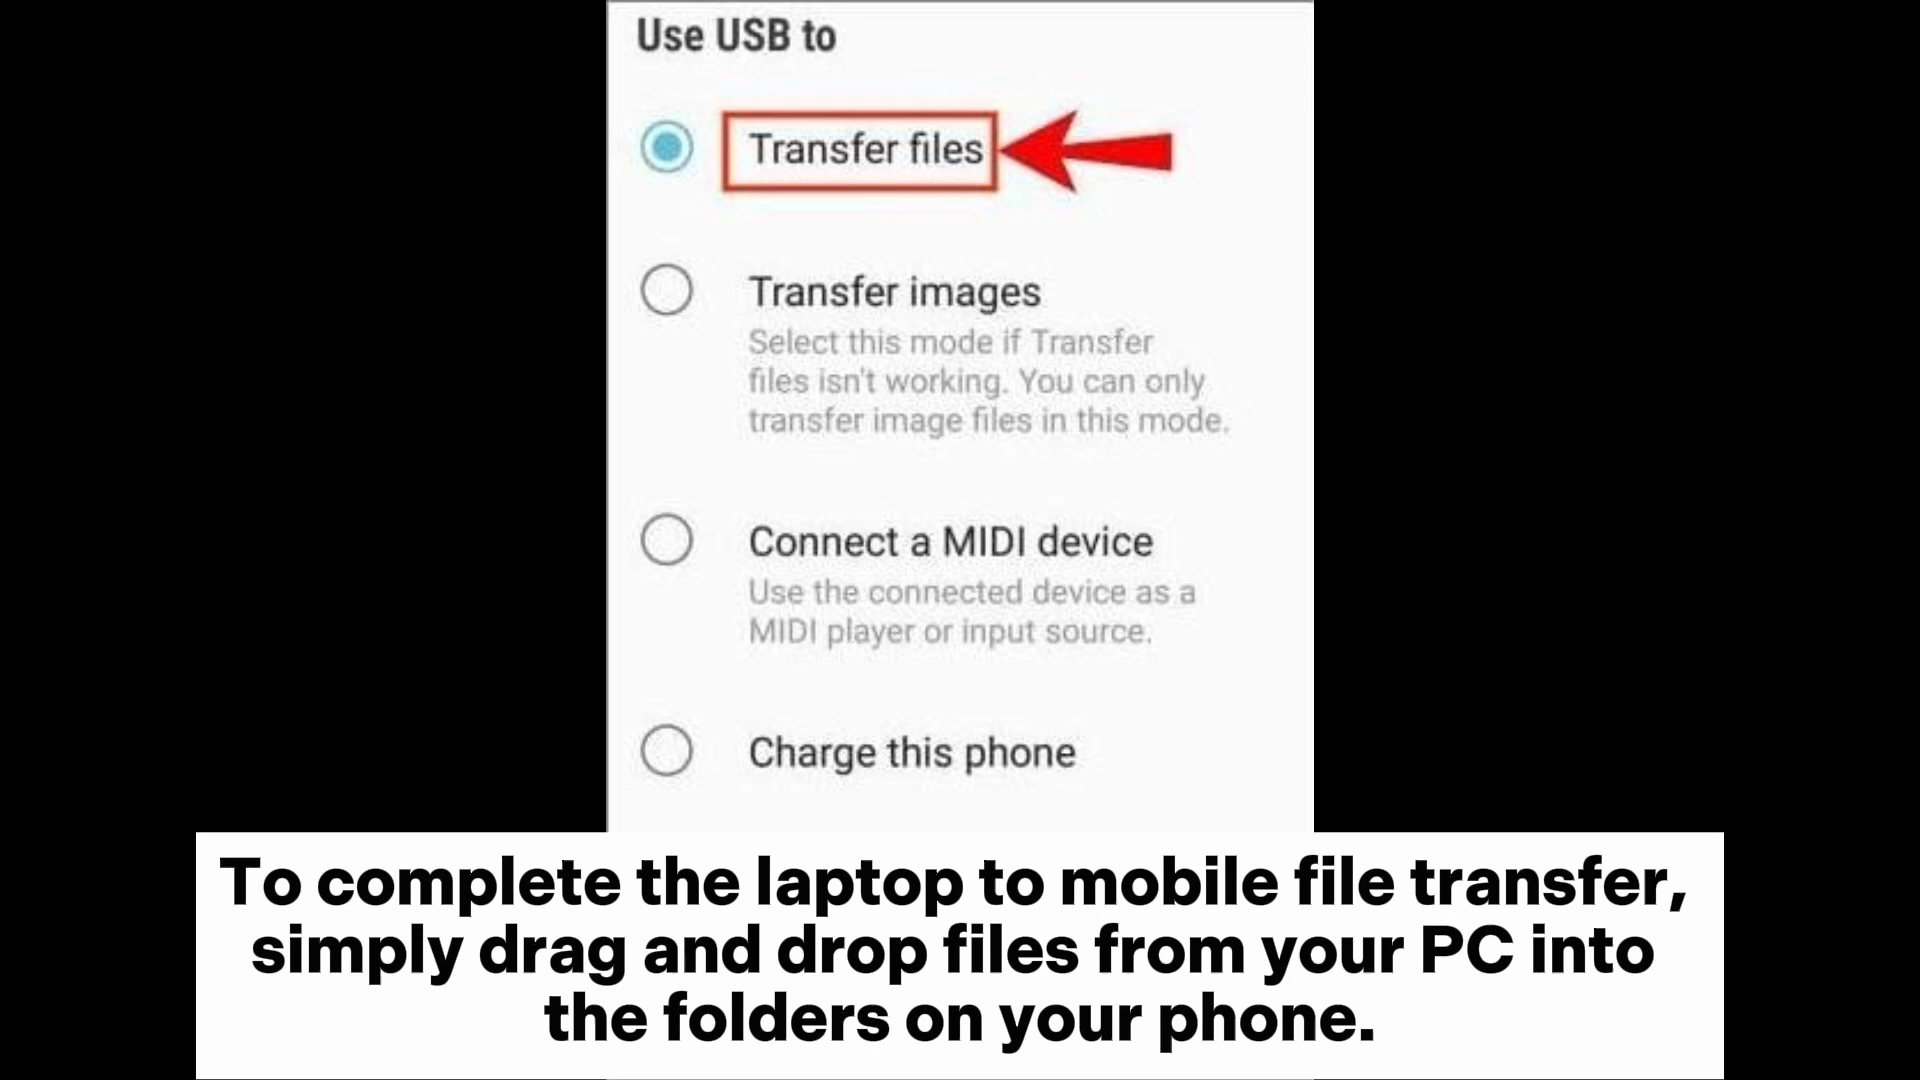 Use USB to
Transfer files
Transfer images
Select this mode if Transfer
files isn't working. You can only
transfer image files in this mode.
Connect a MIDI device
Use the connected device as a
MIDI player or input source.
Charge this phone
To complete the laptop to mobile file transfer,
simply drag and drop files from your PC into
the folders on your phone.